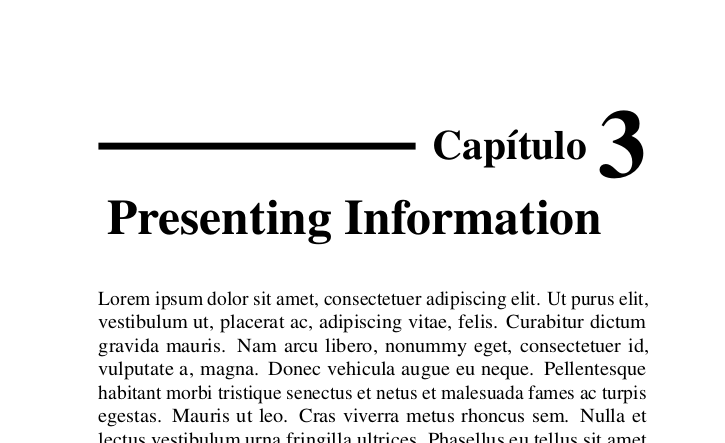 Capítulo 3
Presenting Information
Lorem ipsum dolor sit amet, consectetuer adipiscing elit. Ut purus elit,
vestibulum ut, placerat ac, adipiscing vitae, felis. Curabitur dictum
gravida mauris. Nam arcu libero, nonummy eget, consectetuer id,
vulputate a, magna. Donec vehicula augue eu neque. Pellentesque
habitant morbi tristique senectus et netus et malesuada fames ac turpis
egestas. Mauris ut leo. Cras viverra metus rhoncus sem. Nulla et
lectus vestibulum urna fringilla ultrices. Phasellus eu tellus sit amet